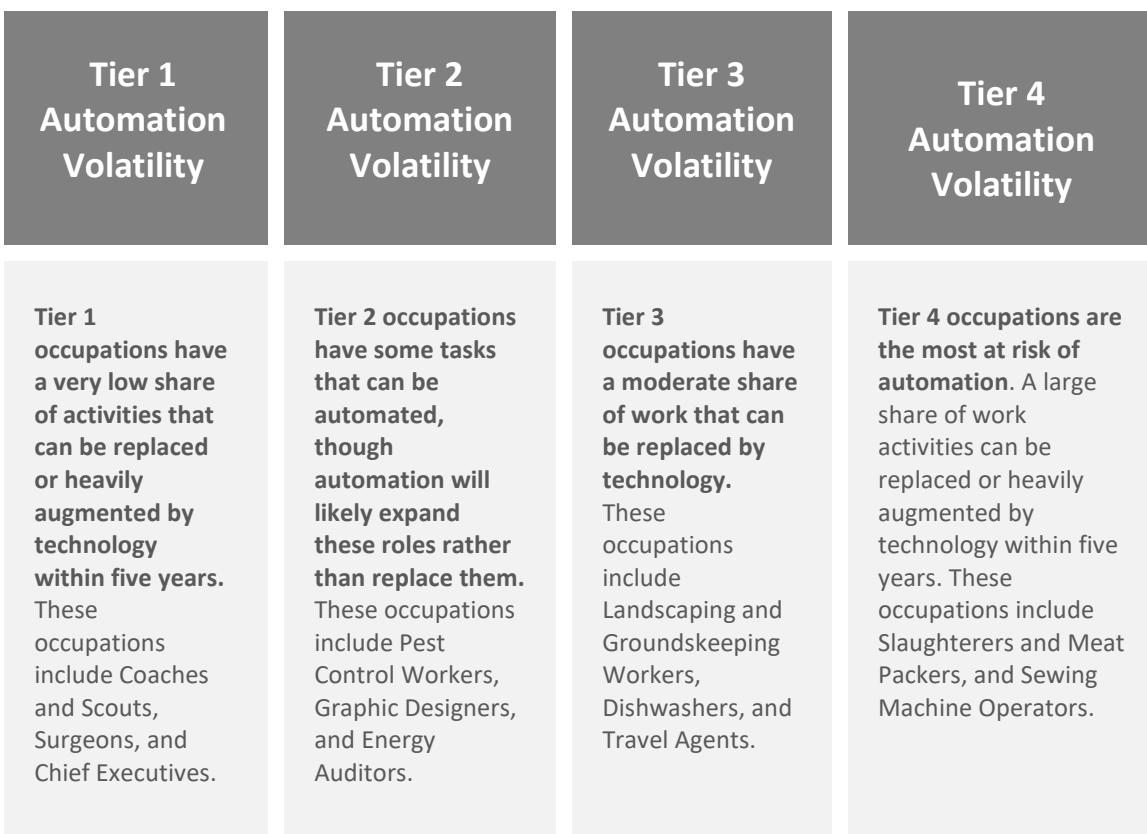 Tier 1
Automation
Volatility
Tier 2
Automation
Volatility
Tier 3
Automation
Volatility
Tier 4
Automation
Volatility
Tier 1
occupations have
a very low share
of activities that
can be replaced
or heavily
augmented by
technology
within five years.
These
occupations
include Coaches
and Scouts,
Surgeons, and
Chief Executives.
Tier 2 occupations
have some tasks
that can be
automated,
though
automation will
likely expand
these roles rather
than replace them.
These occupations
include Pest
Control Workers,
Graphic Designers,
and Energy
Auditors.
Tier 3
occupations have
a moderate share
of work that can
be replaced by
technology.
These
occupations
include
Landscaping and
Groundskeeping
Workers,
Dishwashers, and
Travel Agents.
Tier 4 occupations are
the most at risk of
automation. A large
share of work
activities can be
replaced or heavily
augmented by
technology within five
years. These
occupations include
Slaughterers and Meat
Packers, and Sewing
Machine Operators.